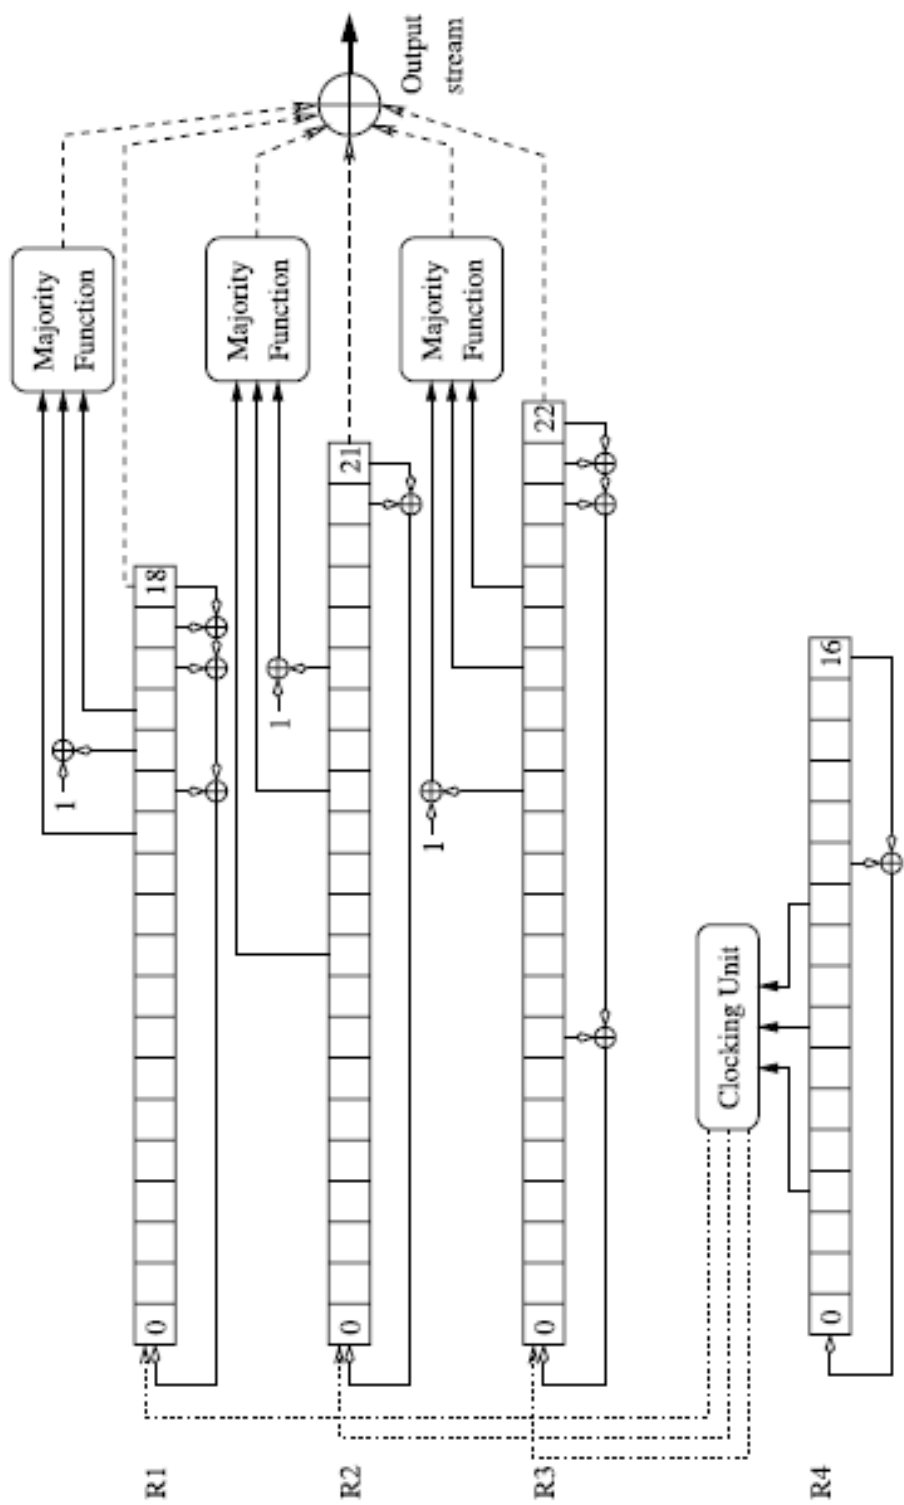 Majority
Function
1
R1 0 18
Majority
Function
1
R2 0 21
Output
stream
Majority
Function
1
R3 0 22
Clocking Unit
R4 0 16